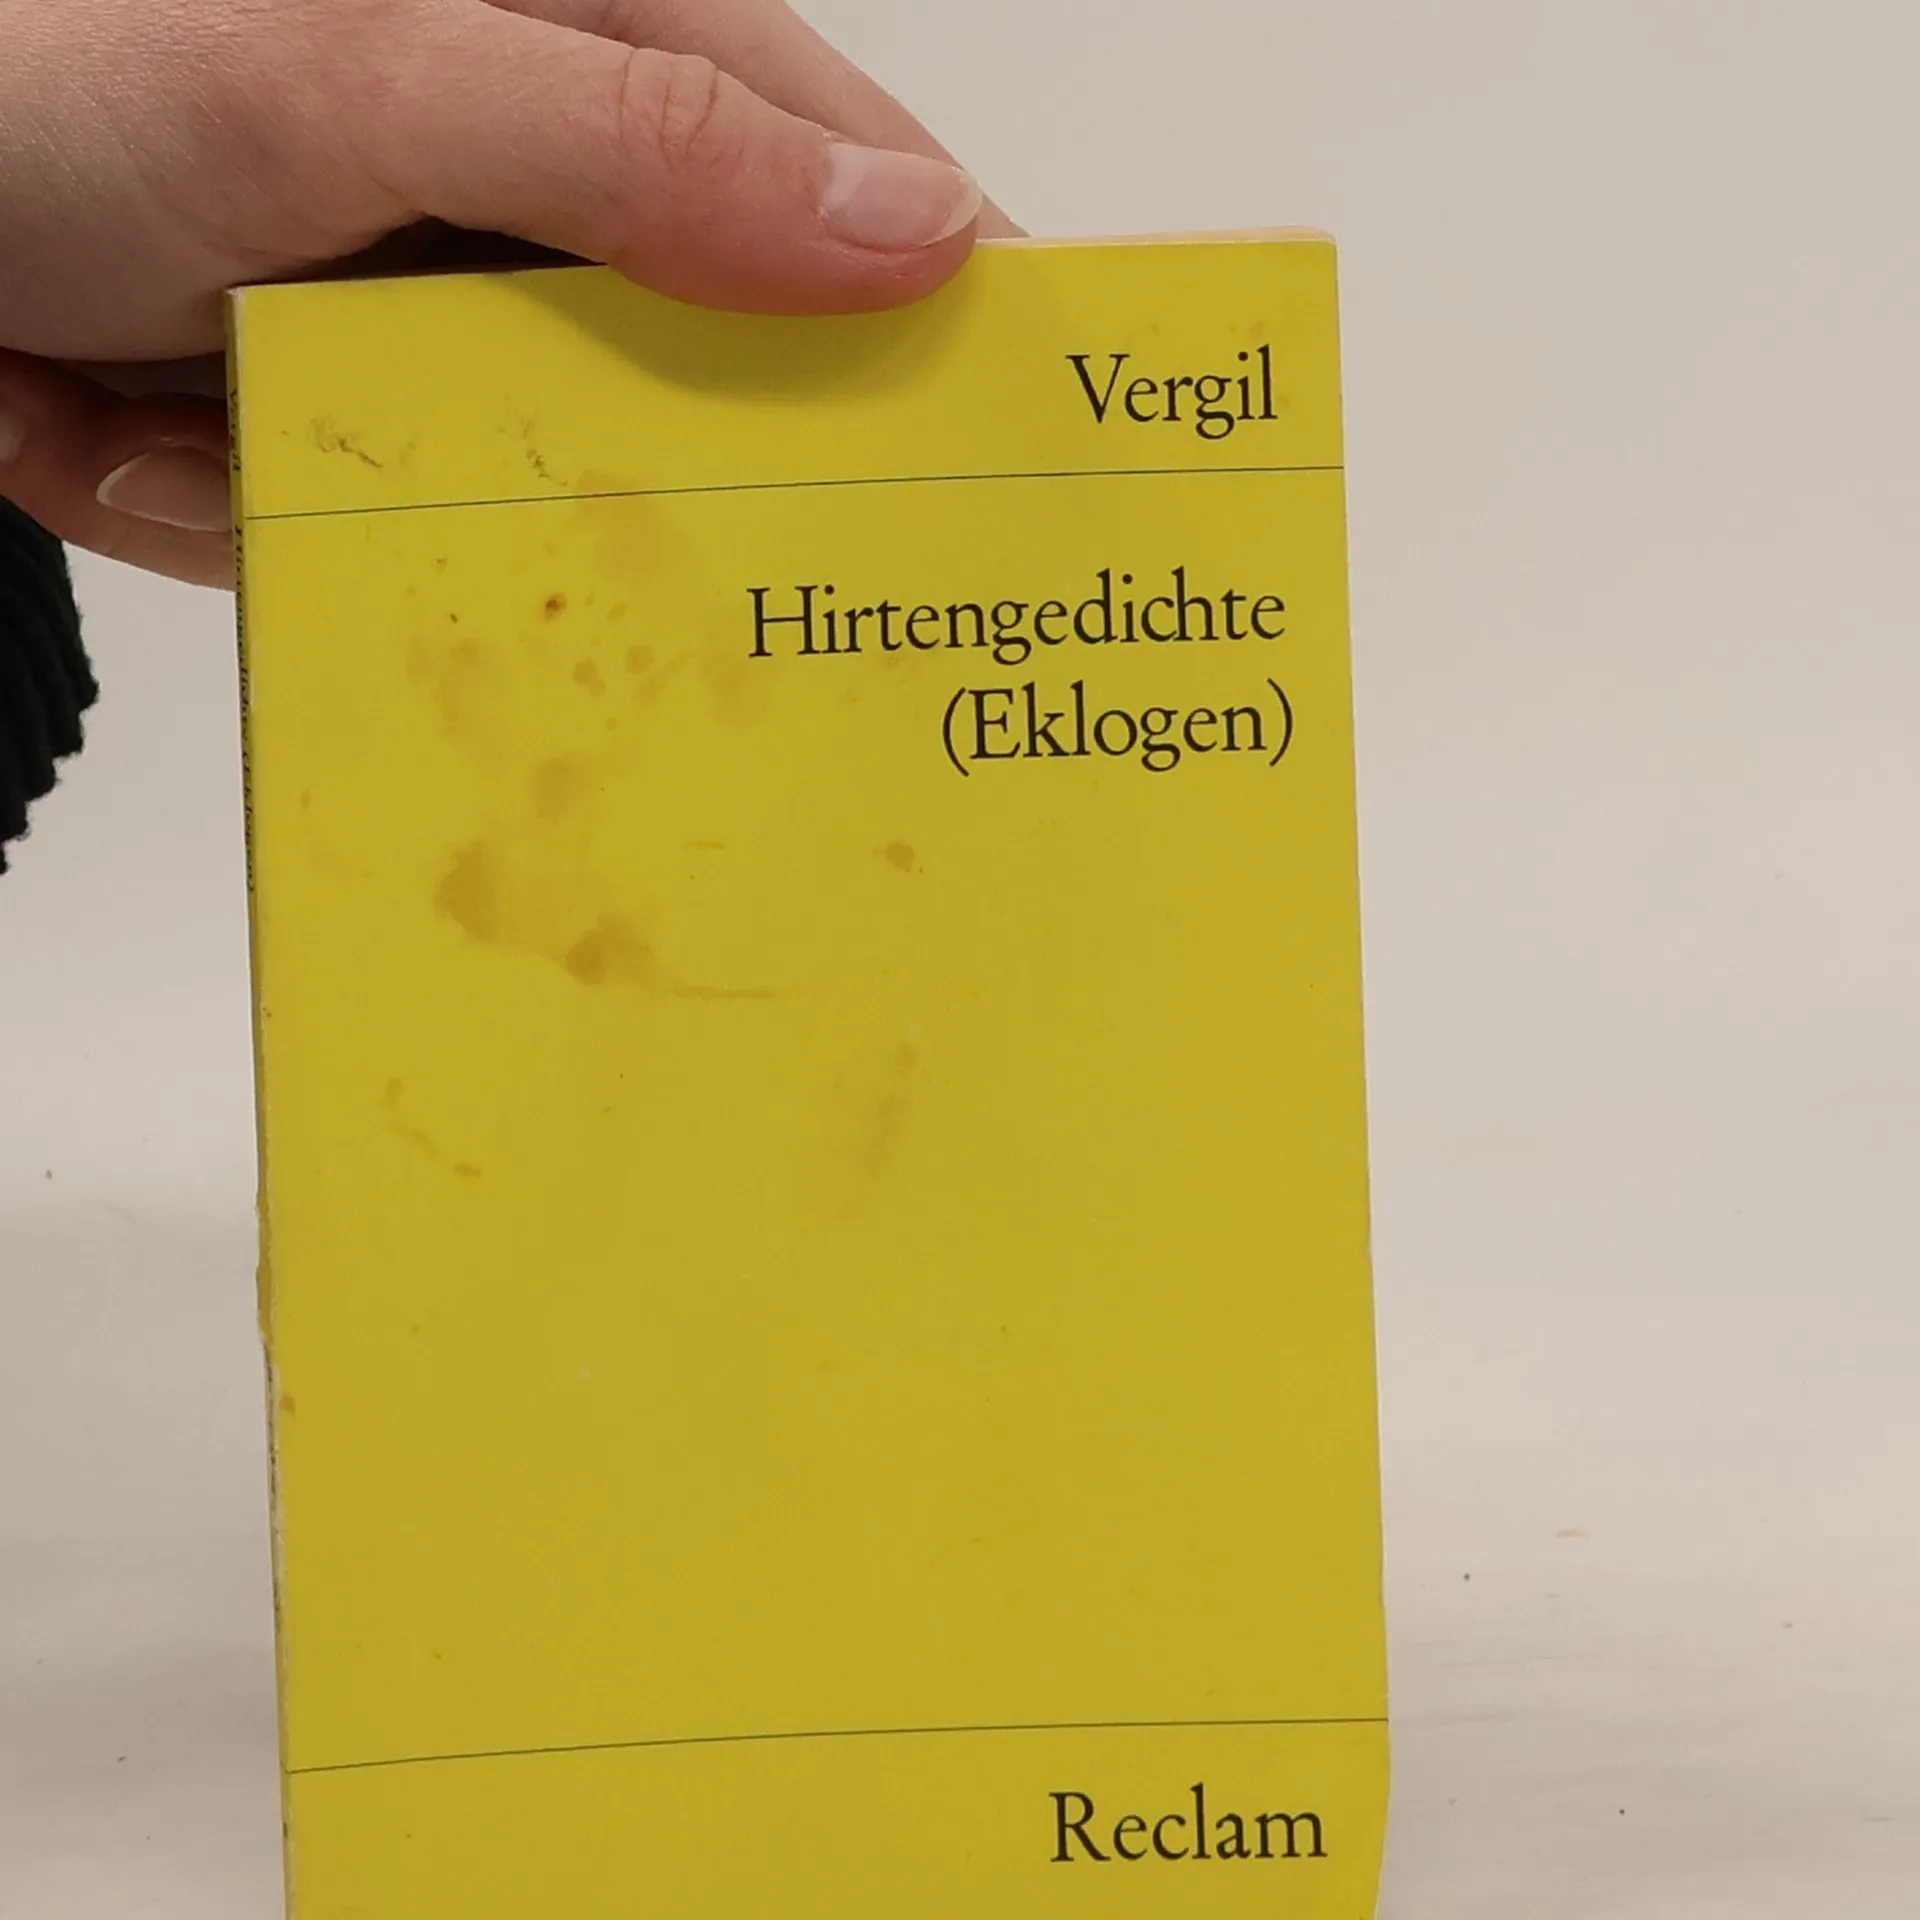 Vergil
Hirtengedichte
(Eklogen)
Reclam